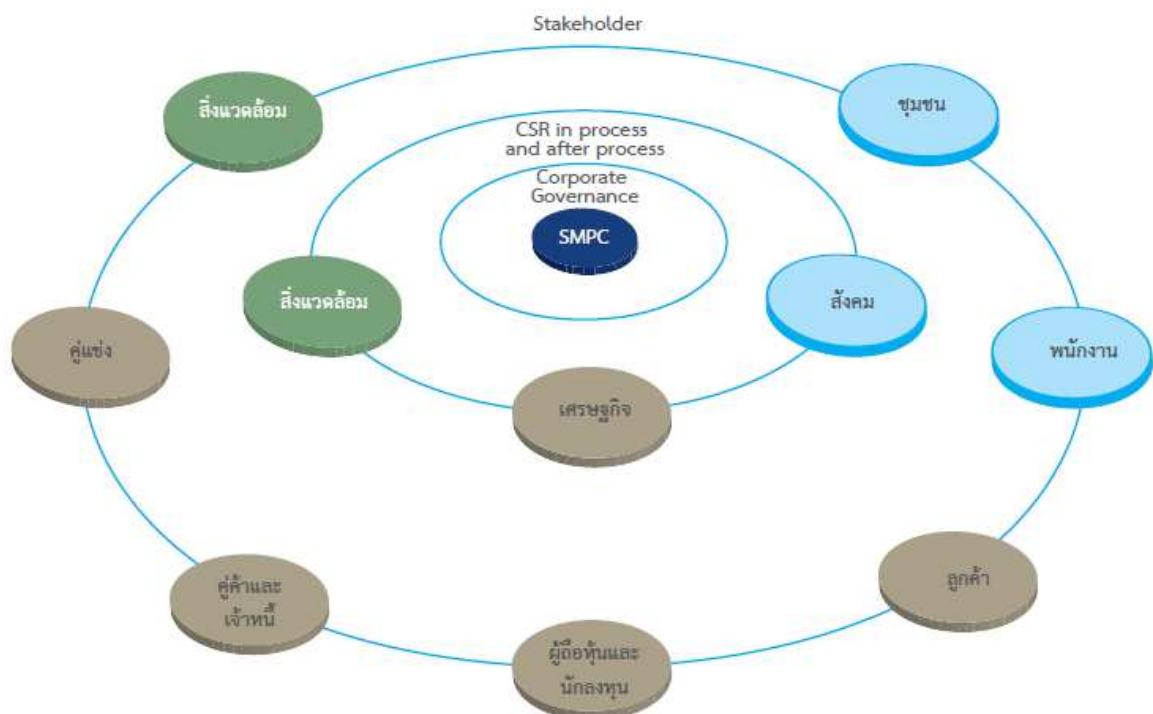 Stakeholder
สิ่งแวดล้อม
ชุมชน
CSR in process
and after process
Corporate
Governance
SMPC
สิ่งแวดล้อม
สังคม
คู่แข่ง
พนักงาน
เศรษฐกิจ
คู่ค้าและ
เจ้าหนี้
ลูกค้า
ผู้ถือหุ้นและ
นักลงทุน